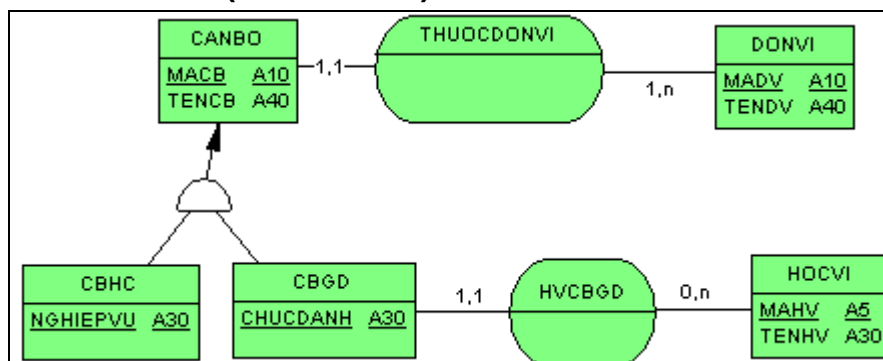 CANBO
MACB A10
TENCB A40
1,1
THUOCDONVI
1,n
DONVI
MADV A10
TENDV A40
CBHC
NGHIEPVU A30
CBGD
CHUCDANH A30
1,1
HVCBGD
0,n
HOCVI
MAHV A5
TENHV A30